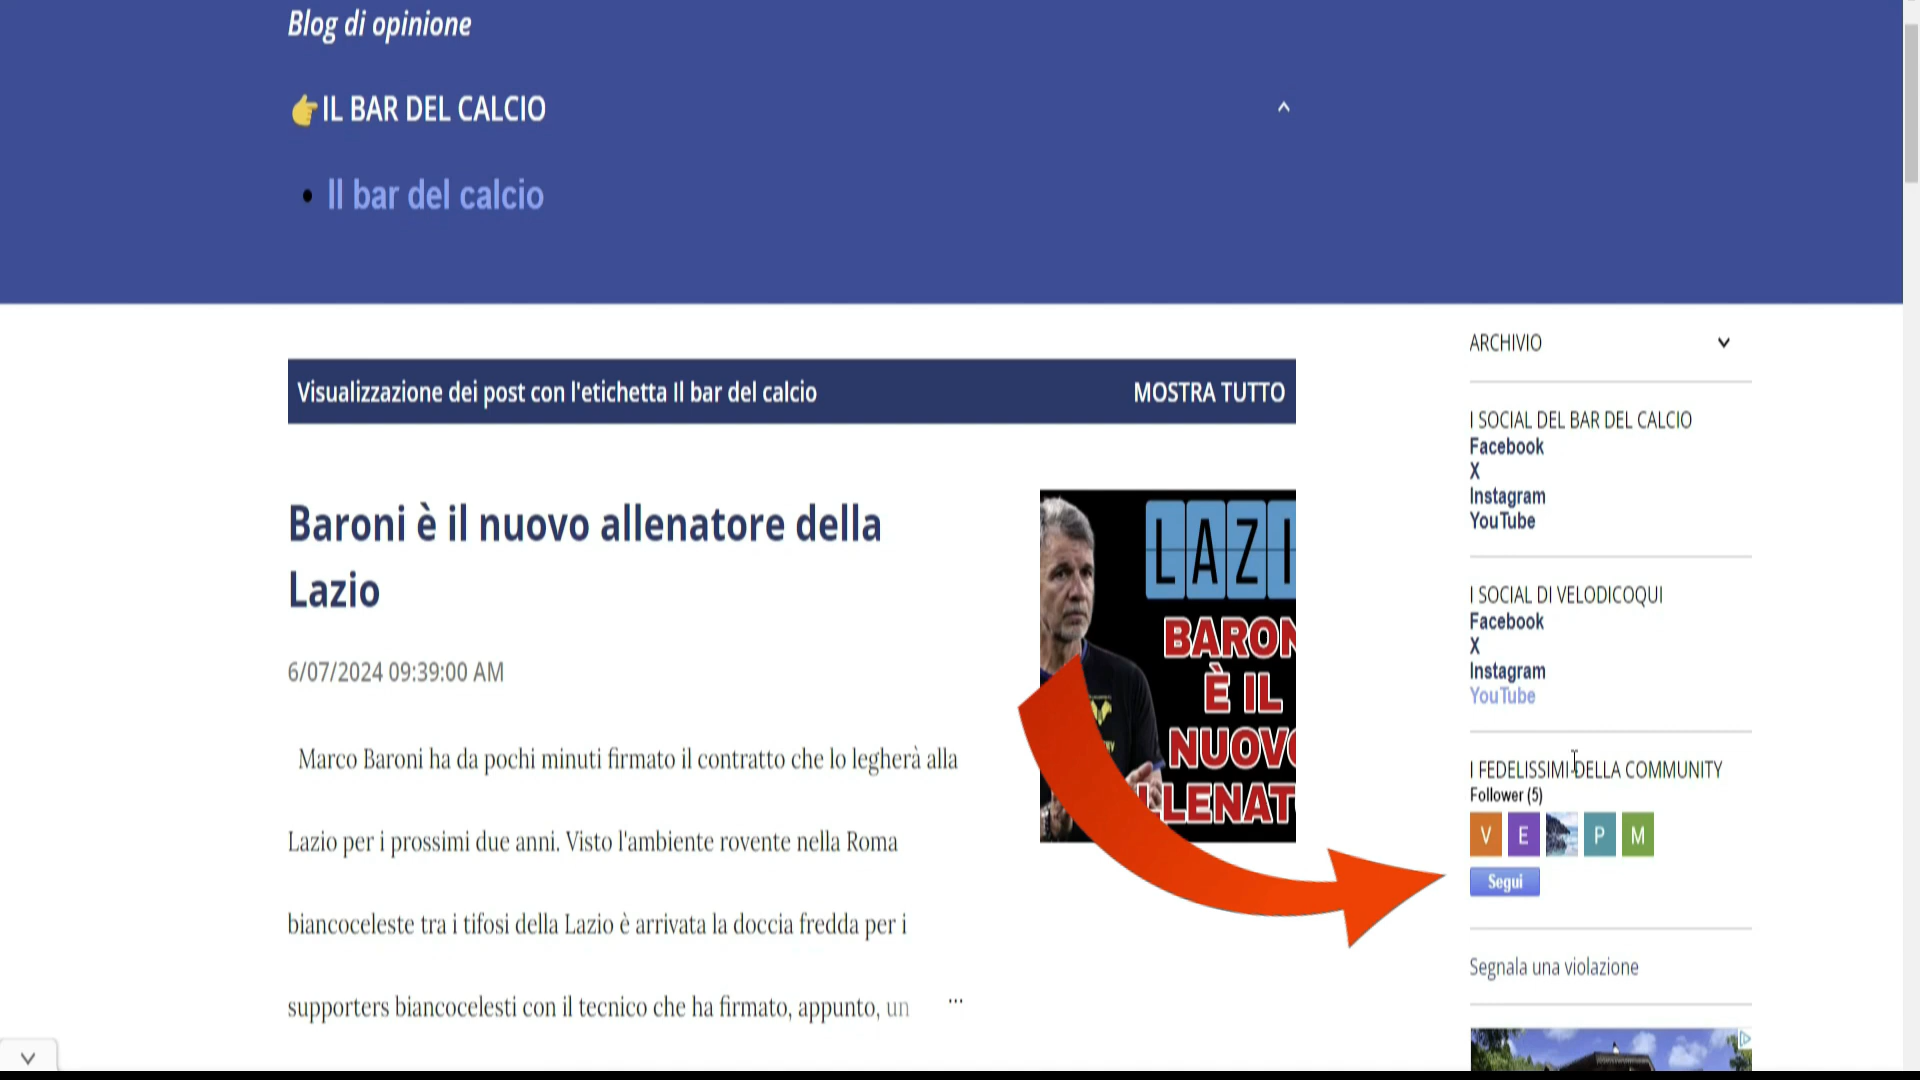 Blog di opinione
👉IL BAR DEL CALCIO
Il bar del calcio
Visualizzazione dei post con l'etichetta Il bar del calcio
MOSTRA TUTTO
Baroni è il nuovo allenatore della
Lazio
6/07/2024 09:39:00 AM
Marco Baroni ha da pochi minuti firmato il contratto che lo legherà alla
Lazio per i prossimi due anni. Visto l'ambiente rovente nella Roma
biancoceleste tra i tifosi della Lazio è arrivata la doccia fredda per i
supporters biancocelesti con il tecnico che ha firmato, appunto, un
...
LAZI
BARON
È IL
NUOVO
LLENAT
ARCHIVIO
I SOCIAL DEL BAR DEL CALCIO
Facebook
X
Instagram
YouTube
I SOCIAL DI VELODICOQUI
Facebook
X
Instagram
YouTube
I FEDELISSIMI DELLA COMMUNITY
Follower (5)
V E P M
Segui
Segnala una violazione